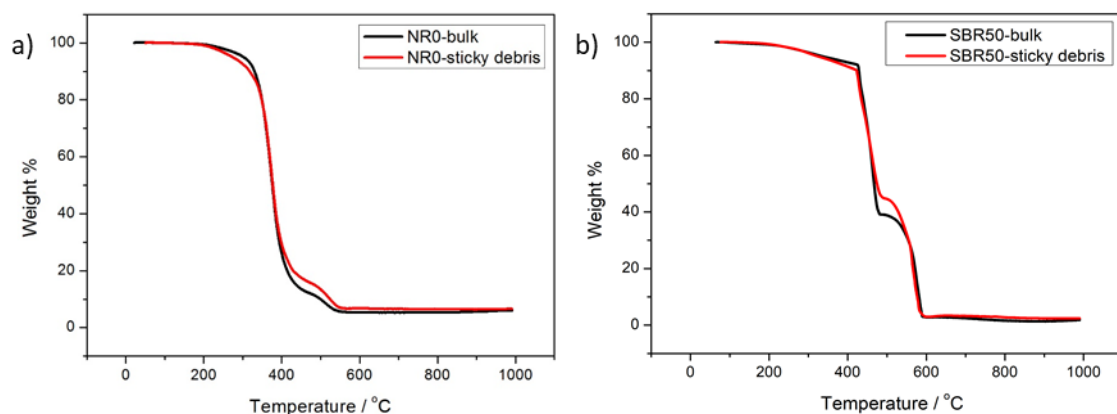 a)
NR0-bulk
NR0-sticky debris
100
80
60
40
20
0
Weight %
0 200 400 600 800 1000
Temperature / °C
b)
SBR50-bulk
SBR50-sticky debris
100
80
60
40
20
0
Weight %
0 200 400 600 800 1000
Temperature / °C